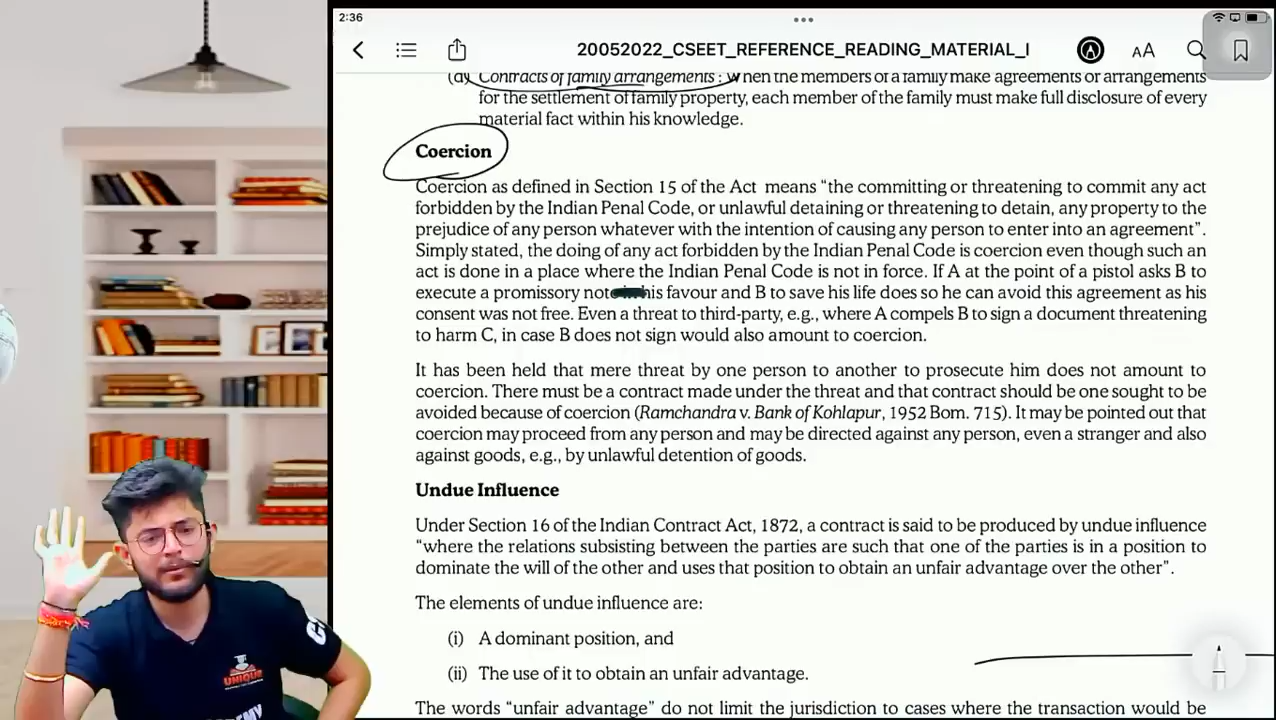 2:36
20052022_CSEET_REFERENCE_READING_MATERIAL_I
AA
(d) Contracts of family arrangements : When the members of a family make agreements or arrangements
for the settlement of family property, each member of the family must make full disclosure of every
material fact within his knowledge.
Coercion
Coercion as defined in Section 15 of the Act means “the committing or threatening to commit any act
forbidden by the Indian Penal Code, or unlawful detaining or threatening to detain, any property to the
prejudice of any person whatever with the intention of causing any person to enter into an agreement”.
Simply stated, the doing of any act forbidden by the Indian Penal Code is coercion even though such an
act is done in a place where the Indian Penal Code is not in force. If A at the point of a pistol asks B to
execute a promissory note in his favour and B to save his life does so he can avoid this agreement as his
consent was not free. Even a threat to third-party, e.g., where A compels B to sign a document threatening
to harm C, in case B does not sign would also amount to coercion.
It has been held that mere threat by one person to another to prosecute him does not amount to
coercion. There must be a contract made under the threat and that contract should be one sought to be
avoided because of coercion (Ramchandra v. Bank of Kohlapur, 1952 Bom. 715). It may be pointed out that
coercion may proceed from any person and may be directed against any person, even a stranger and also
against goods, e.g., by unlawful detention of goods.
Undue Influence
Under Section 16 of the Indian Contract Act, 1872, a contract is said to be produced by undue influence
“where the relations subsisting between the parties are such that one of the parties is in a position to
dominate the will of the other and uses that position to obtain an unfair advantage over the other”.
The elements of undue influence are:
(i) A dominant position, and
(ii) The use of it to obtain an unfair advantage.
The words “unfair advantage” do not limit the jurisdiction to cases where the transaction would be
UNIQUE